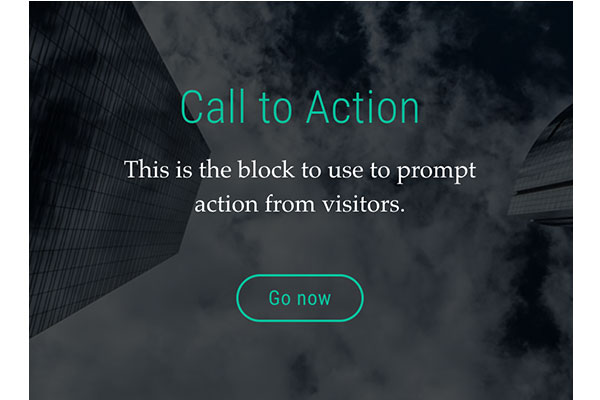 Call to Action
This is the block to use to prompt
action from visitors.
Go now